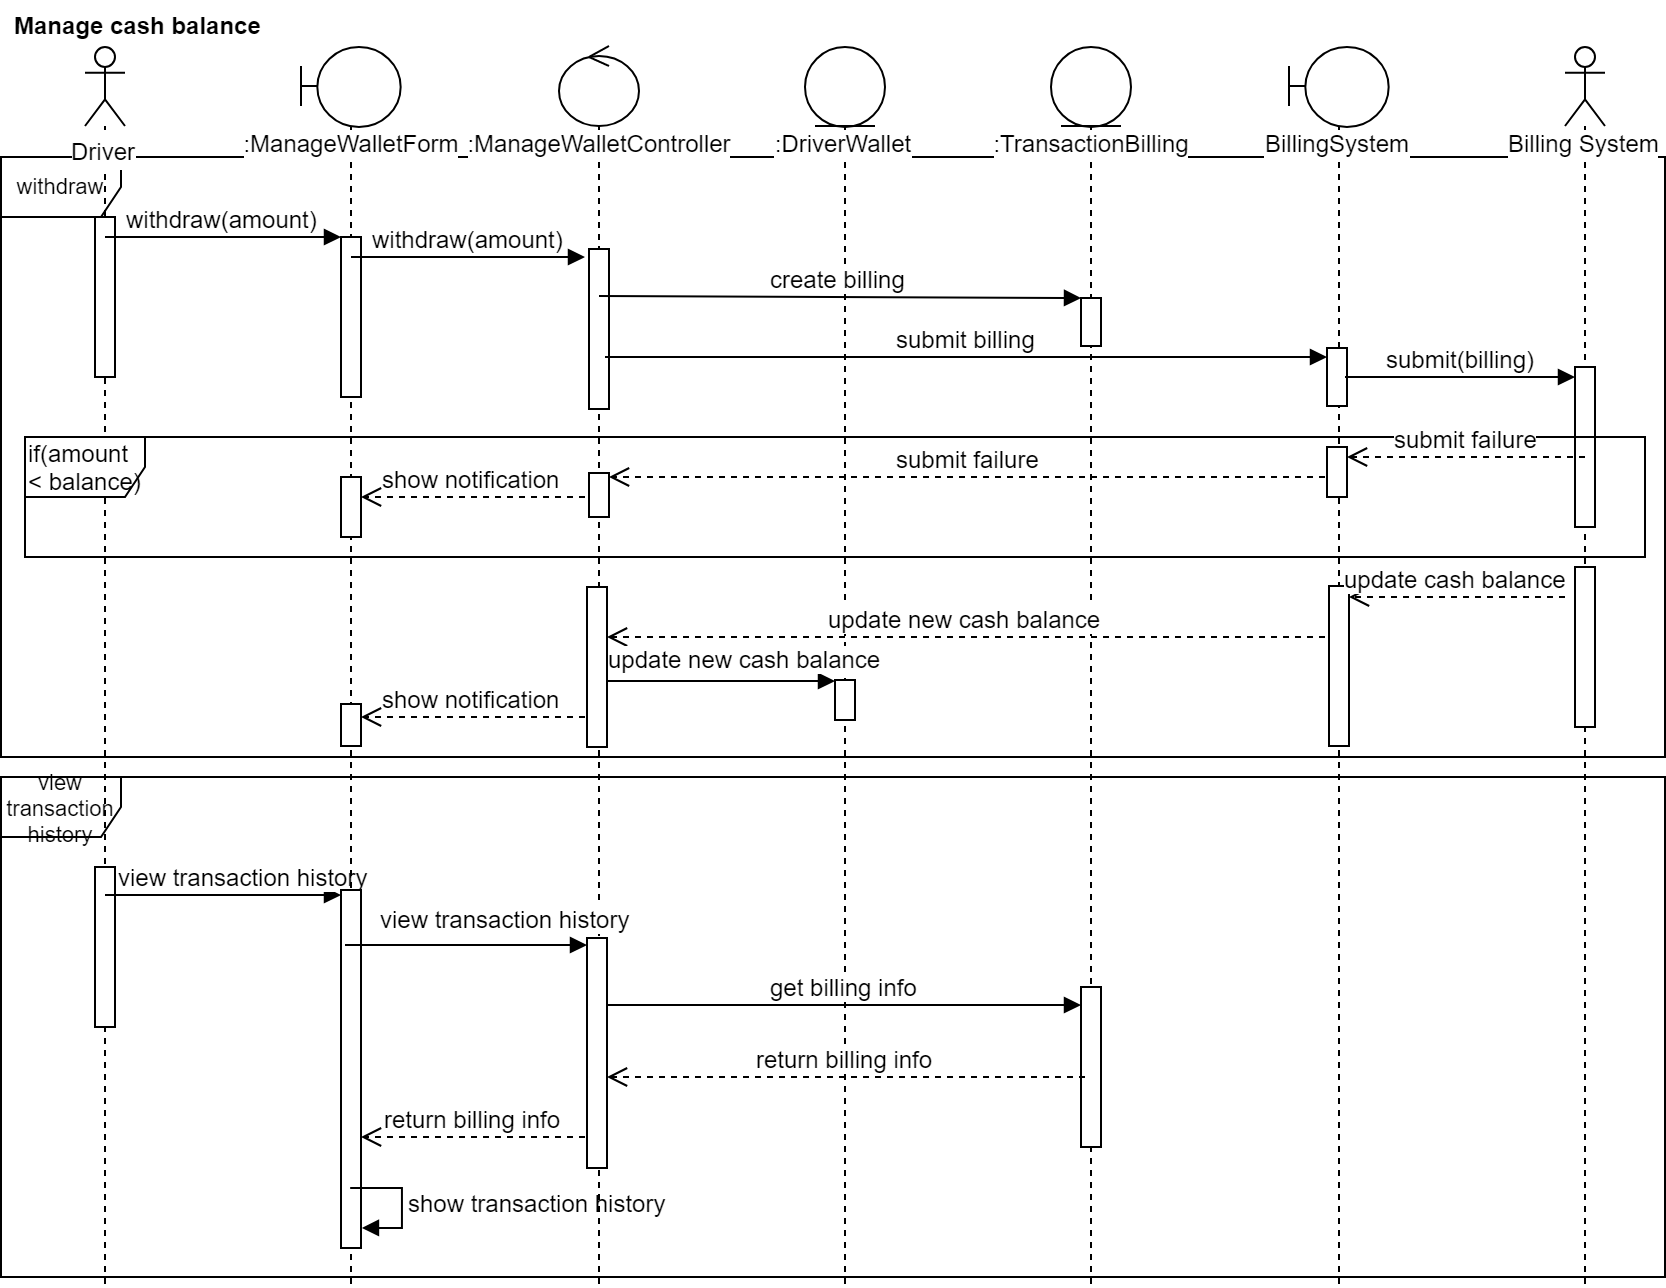 Manage cash balance
Driver
:ManageWalletForm
:ManageWalletController
:DriverWallet
:TransactionBilling
BillingSystem
Billing System
withdraw
withdraw(amount)
withdraw(amount)
create billing
submit billing
submit(billing)
if(amount
< balance)
submit failure
submit failure
show notification
update cash balance
update new cash balance
update new cash balance
show notification
view
transaction
history
view transaction history
view transaction history
get billing info
return billing info
return billing info
show transaction history